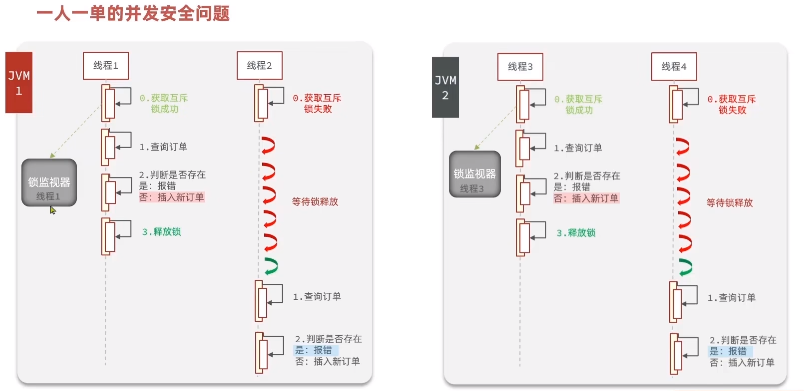 一人一单的并发安全问题
JVM
1
线程1
线程2
0.获取互斥
锁成功
0.获取互斥
锁失败
1.查询订单
锁监视器
线程1
2.判断是否存在
是：报错
否：插入新订单
等待锁释放
3.释放锁
1.查询订单
2.判断是否存在
是：报错
否：插入新订单
JVM
2
线程3
线程4
0.获取互斥
锁成功
0.获取互斥
锁失败
1.查询订单
锁监视器
线程3
2.判断是否存在
是：报错
否：插入新订单
等待锁释放
3.释放锁
1.查询订单
2.判断是否存在
是：报错
否：插入新订单